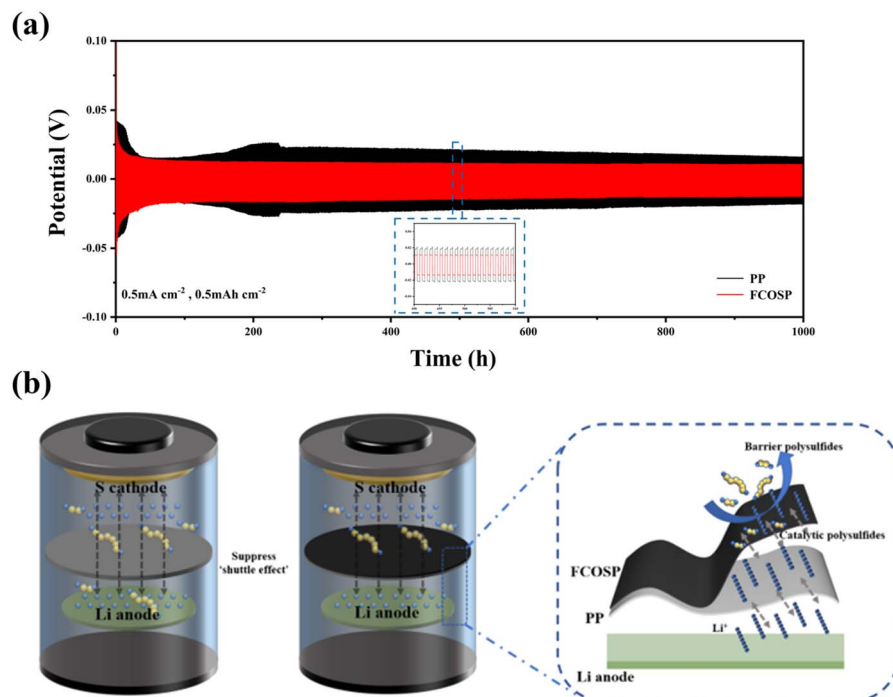 (a)
0.10
0.05
0.00
-0.05
-0.10
Potential (V)
0.5mA cm⁻² , 0.5mAh cm⁻²
PP
FCOSP
0
200
400
600
800
1000
Time (h)
(b)
S cathode
Li anode
Suppress
'shuttle effect'
S cathode
Li anode
Barrier polysulfides
Catalytic polysulfides
FCOSP
PP
Li⁺
Li anode